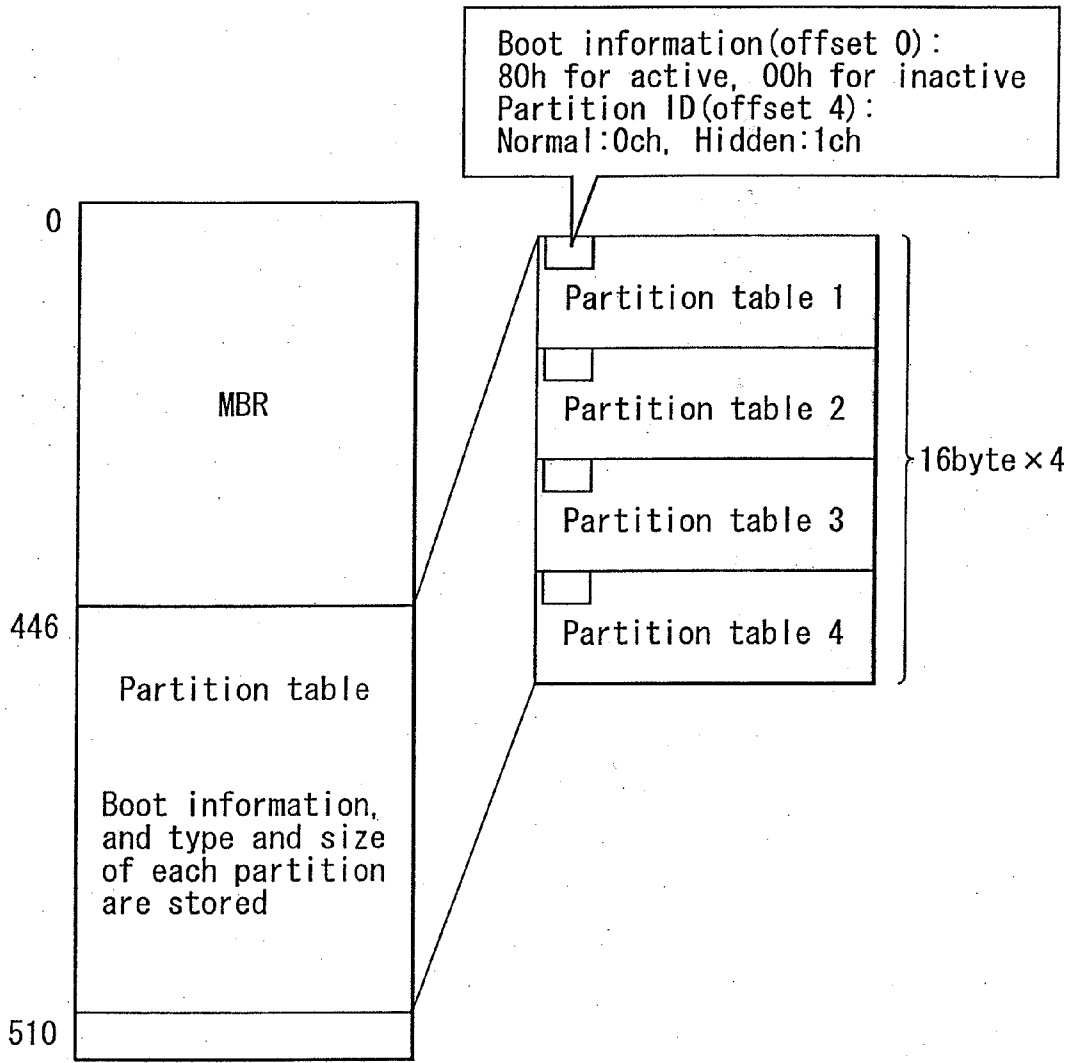 Boot information(offset 0):
80h for active, 00h for inactive
Partition ID(offset 4):
Normal:0ch, Hidden:1ch
0
MBR
446
Partition table
Boot information,
and type and size
of each partition
are stored
510
Partition table 1
Partition table 2
Partition table 3
Partition table 4
16byte×4